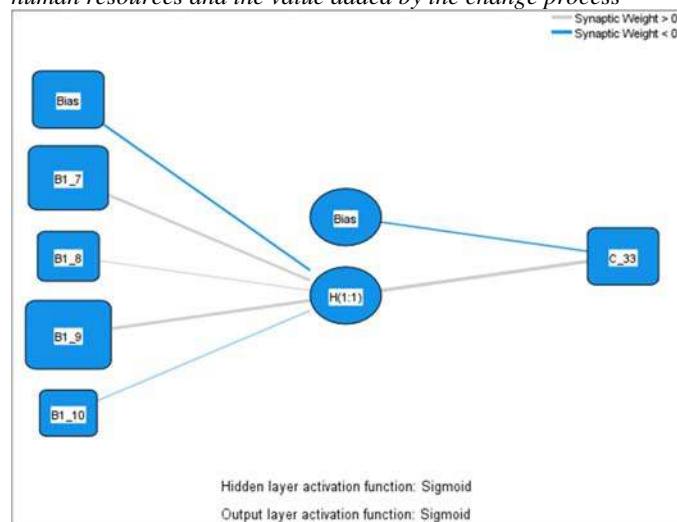 human resources and the value added by the change process
Synaptic Weight > 0
Synaptic Weight < 0
Bias
B1_7
Bias
B1_8
C_33
H(1:1)
B1_9
B1_10
Hidden layer activation function: Sigmoid
Output layer activation function: Sigmoid